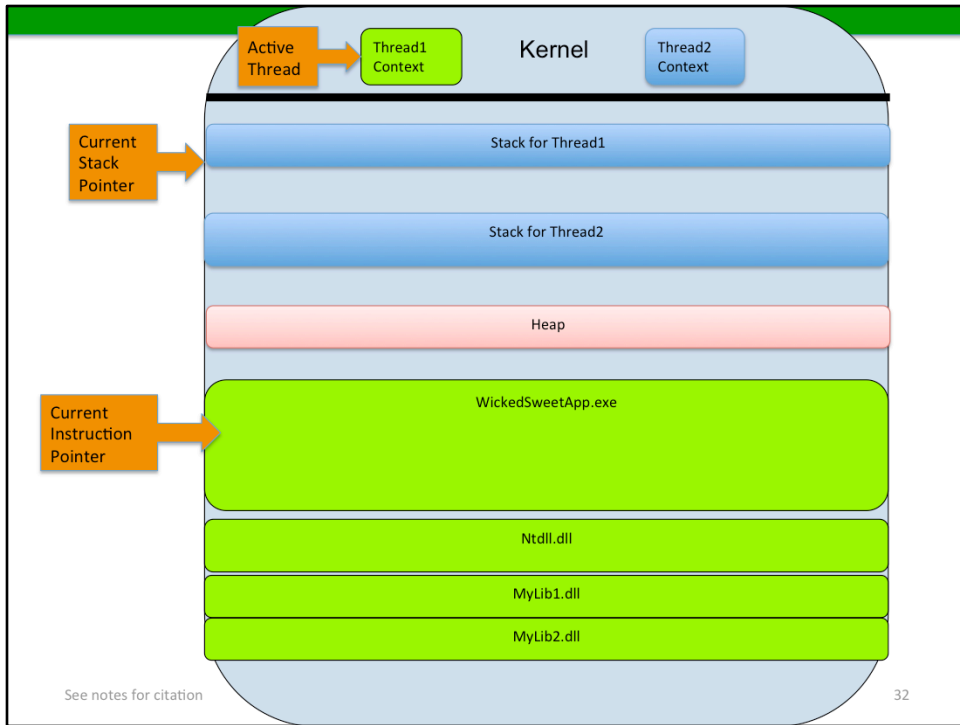 Active
Thread
Thread1
Context
Kernel
Thread2
Context
Current
Stack
Pointer
Stack for Thread1
Stack for Thread2
Heap
Current
Instruction
Pointer
WickedSweetApp.exe
Ntdll.dll
MyLib1.dll
MyLib2.dll
See notes for citation
32